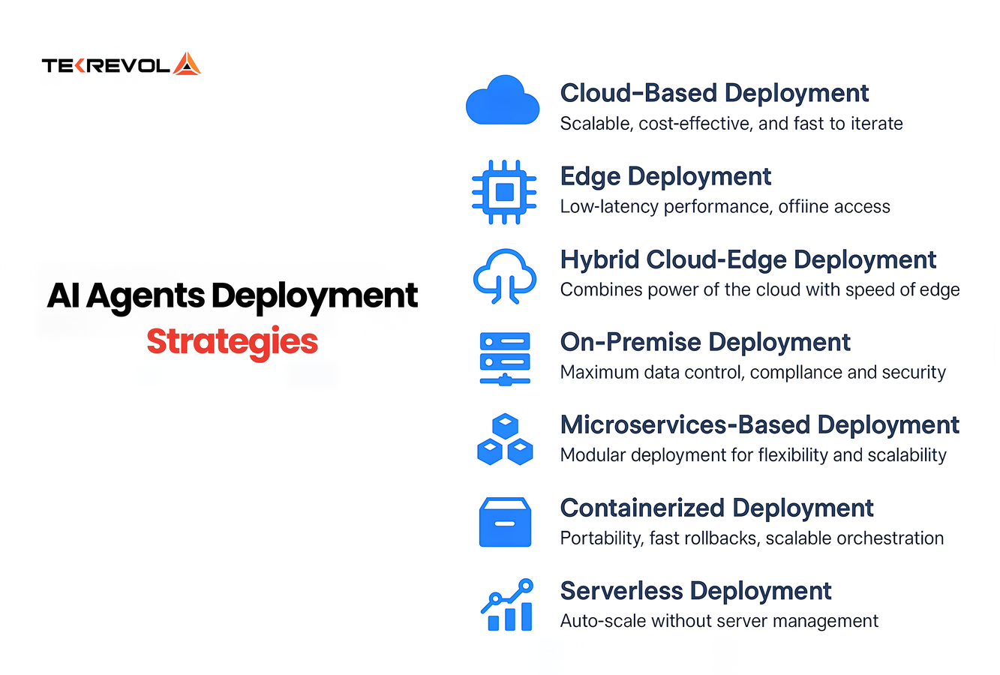 TEKREVOL
AI Agents Deployment
Strategies
Cloud-Based Deployment
Scalable, cost-effective, and fast to iterate
Edge Deployment
Low-latency performance, offiine access
Hybrid Cloud-Edge Deployment
Combines power of the cloud with speed of edge
On-Premise Deployment
Maximum data control, compllance and security
Microservices-Based Deployment
Modular deployment for flexibility and scalability
Containerized Deployment
Portability, fast rollbacks, scalable orchestration
Serverless Deployment
Auto-scale without server management